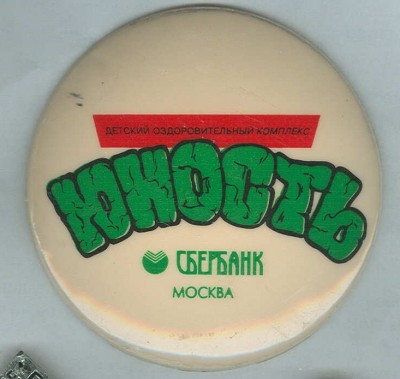 ДЕТСКИЙ ОЗДОРОВИТЕЛЬНЫЙ КОМПЛЕКС
ЮНОСТЬ
СБЕРБАНК
МОСКВА